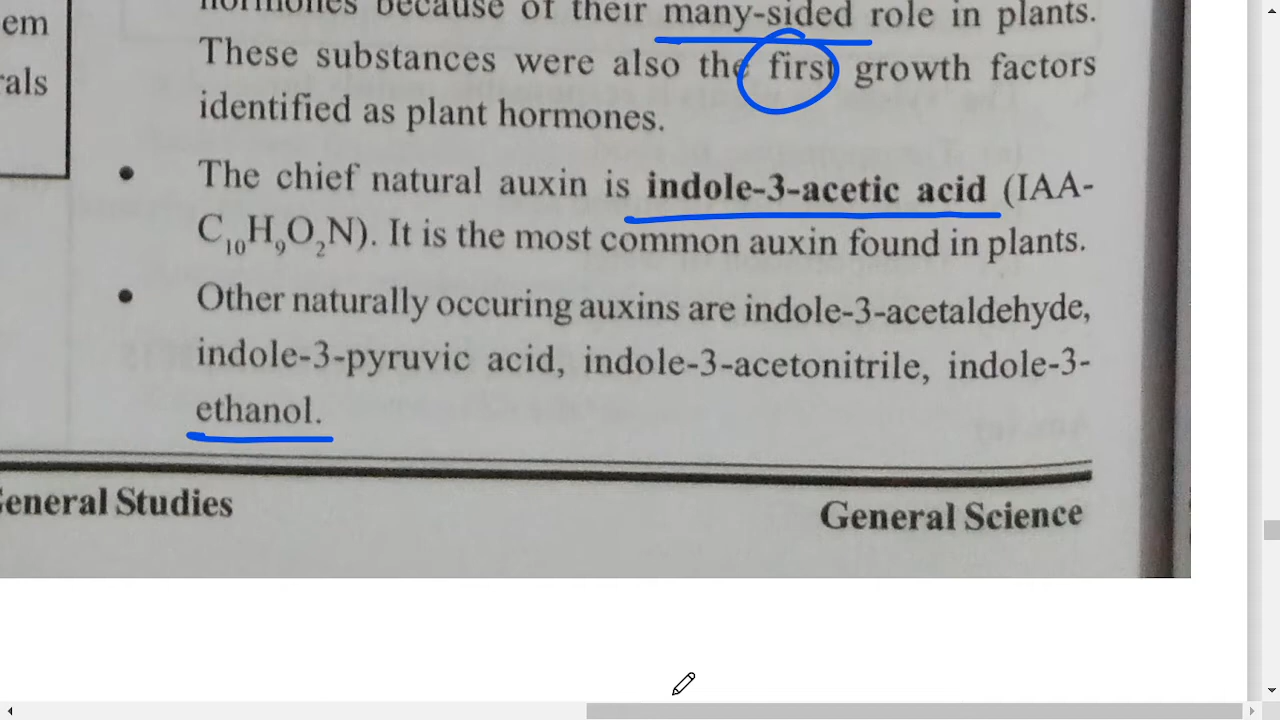 em
rals
hormones because of their many-sided role in plants.
These substances were also the first growth factors
identified as plant hormones.
• The chief natural auxin is indole-3-acetic acid (IAA-
C₁₀H₉O₂N). It is the most common auxin found in plants.
• Other naturally occuring auxins are indole-3-acetaldehyde,
indole-3-pyruvic acid, indole-3-acetonitrile, indole-3-
ethanol.
General Studies
General Science